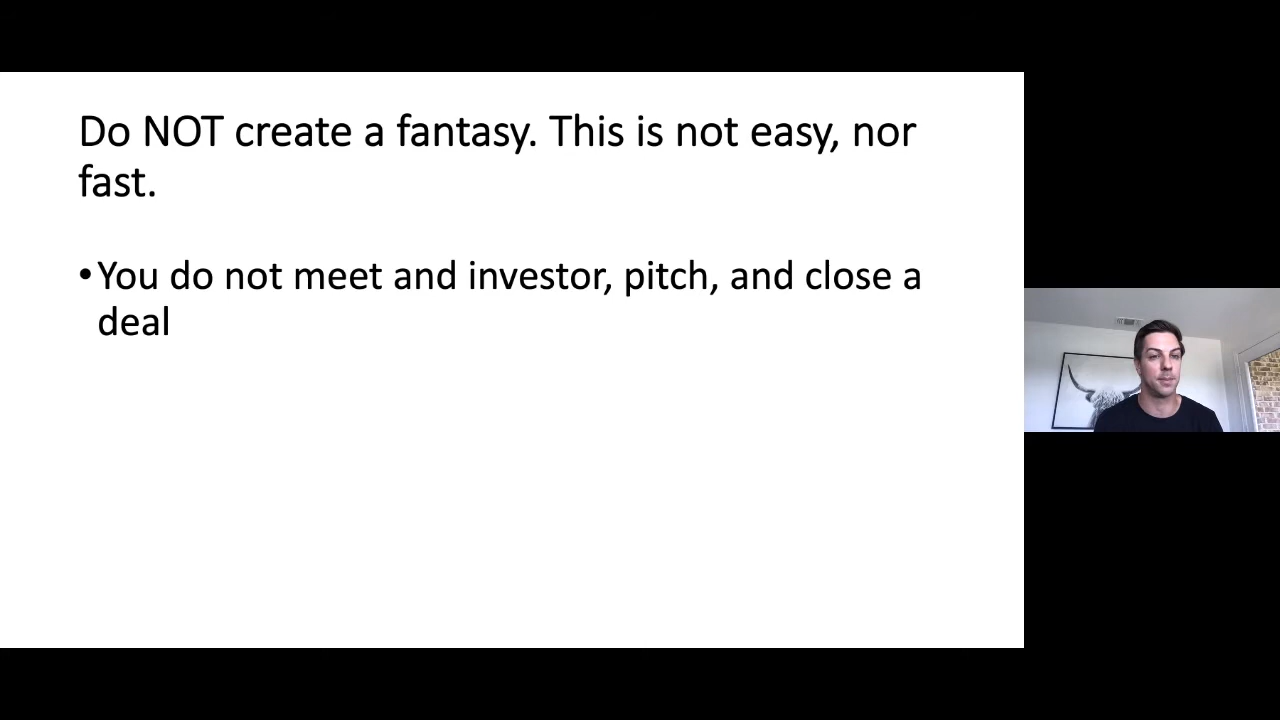 Do NOT create a fantasy. This is not easy, nor
fast.
•You do not meet and investor, pitch, and close a
deal